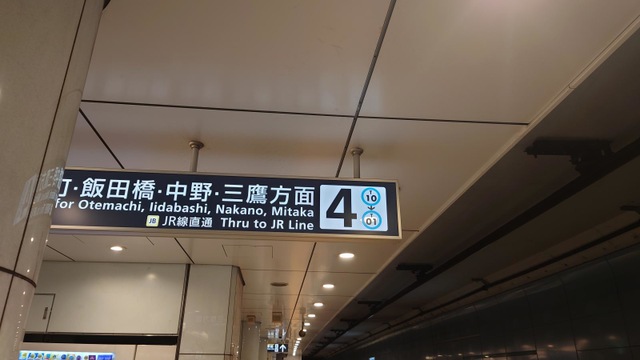 町·飯田橋·中野·三鷹方面
for Otemachi, Iidabashi, Nakano, Mitaka
JB JR線直通 Thru to JR Line
4
T
10
T
01